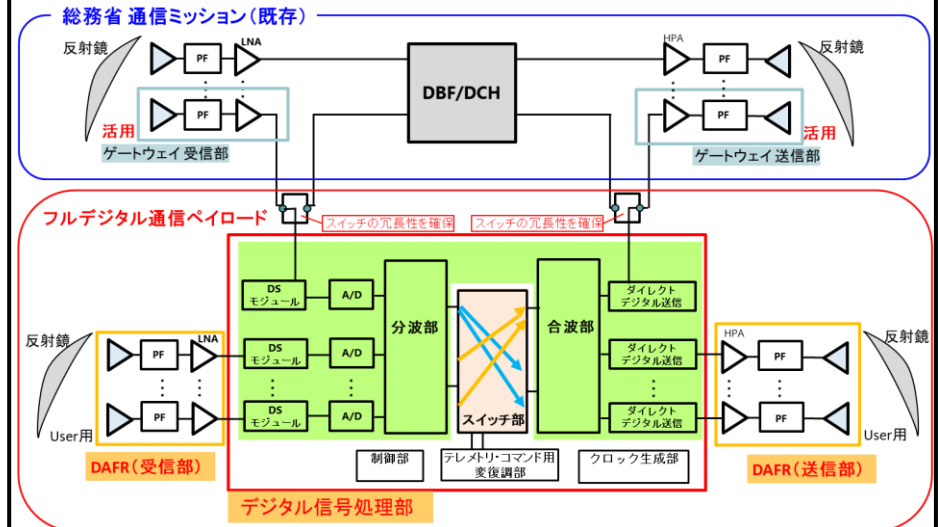 総務省 通信ミッション（既存）
反射鏡
LNA
HPA
反射鏡
PF
PF
DBF/DCH
PF
PF
活用
活用
ゲートウェイ 受信部
ゲートウェイ 送信部
フルデジタル通信ペイロード
スイッチの冗長性を確保
スイッチの冗長性を確保
DS
モジュール
A/D
分波部
合波部
ダイレクト
デジタル送信
反射鏡
LNA
PF
DS
モジュール
A/D
ダイレクト
デジタル送信
HPA
PF
反射鏡
User用
PF
DS
モジュール
A/D
スイッチ部
ダイレクト
デジタル送信
PF
User用
DAFR（受信部）
制御部
テレメトリ・コマンド用
変復調部
クロック生成部
DAFR（送信部）
デジタル信号処理部